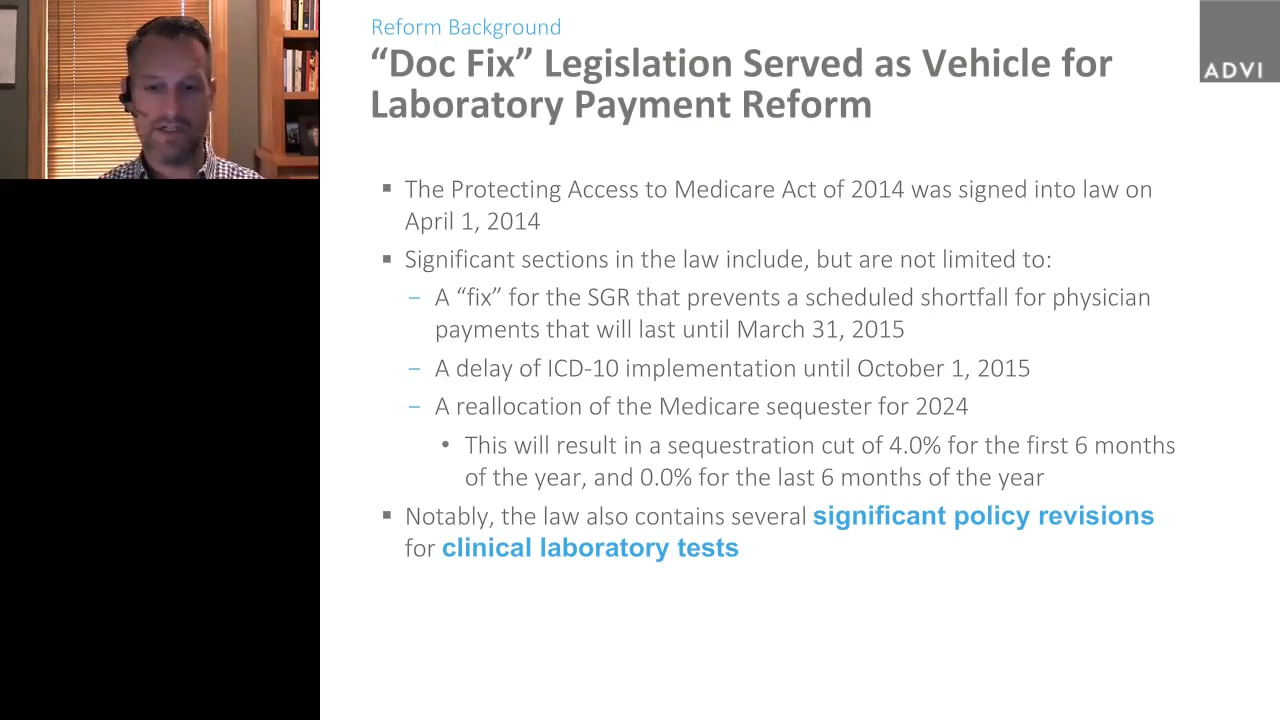 Reform Background
“Doc Fix” Legislation Served as Vehicle for
Laboratory Payment Reform
ADVI
▪ The Protecting Access to Medicare Act of 2014 was signed into law on
April 1, 2014
▪ Significant sections in the law include, but are not limited to:
– A “fix” for the SGR that prevents a scheduled shortfall for physician
payments that will last until March 31, 2015
– A delay of ICD-10 implementation until October 1, 2015
– A reallocation of the Medicare sequester for 2024
• This will result in a sequestration cut of 4.0% for the first 6 months
of the year, and 0.0% for the last 6 months of the year
▪ Notably, the law also contains several significant policy revisions
for clinical laboratory tests